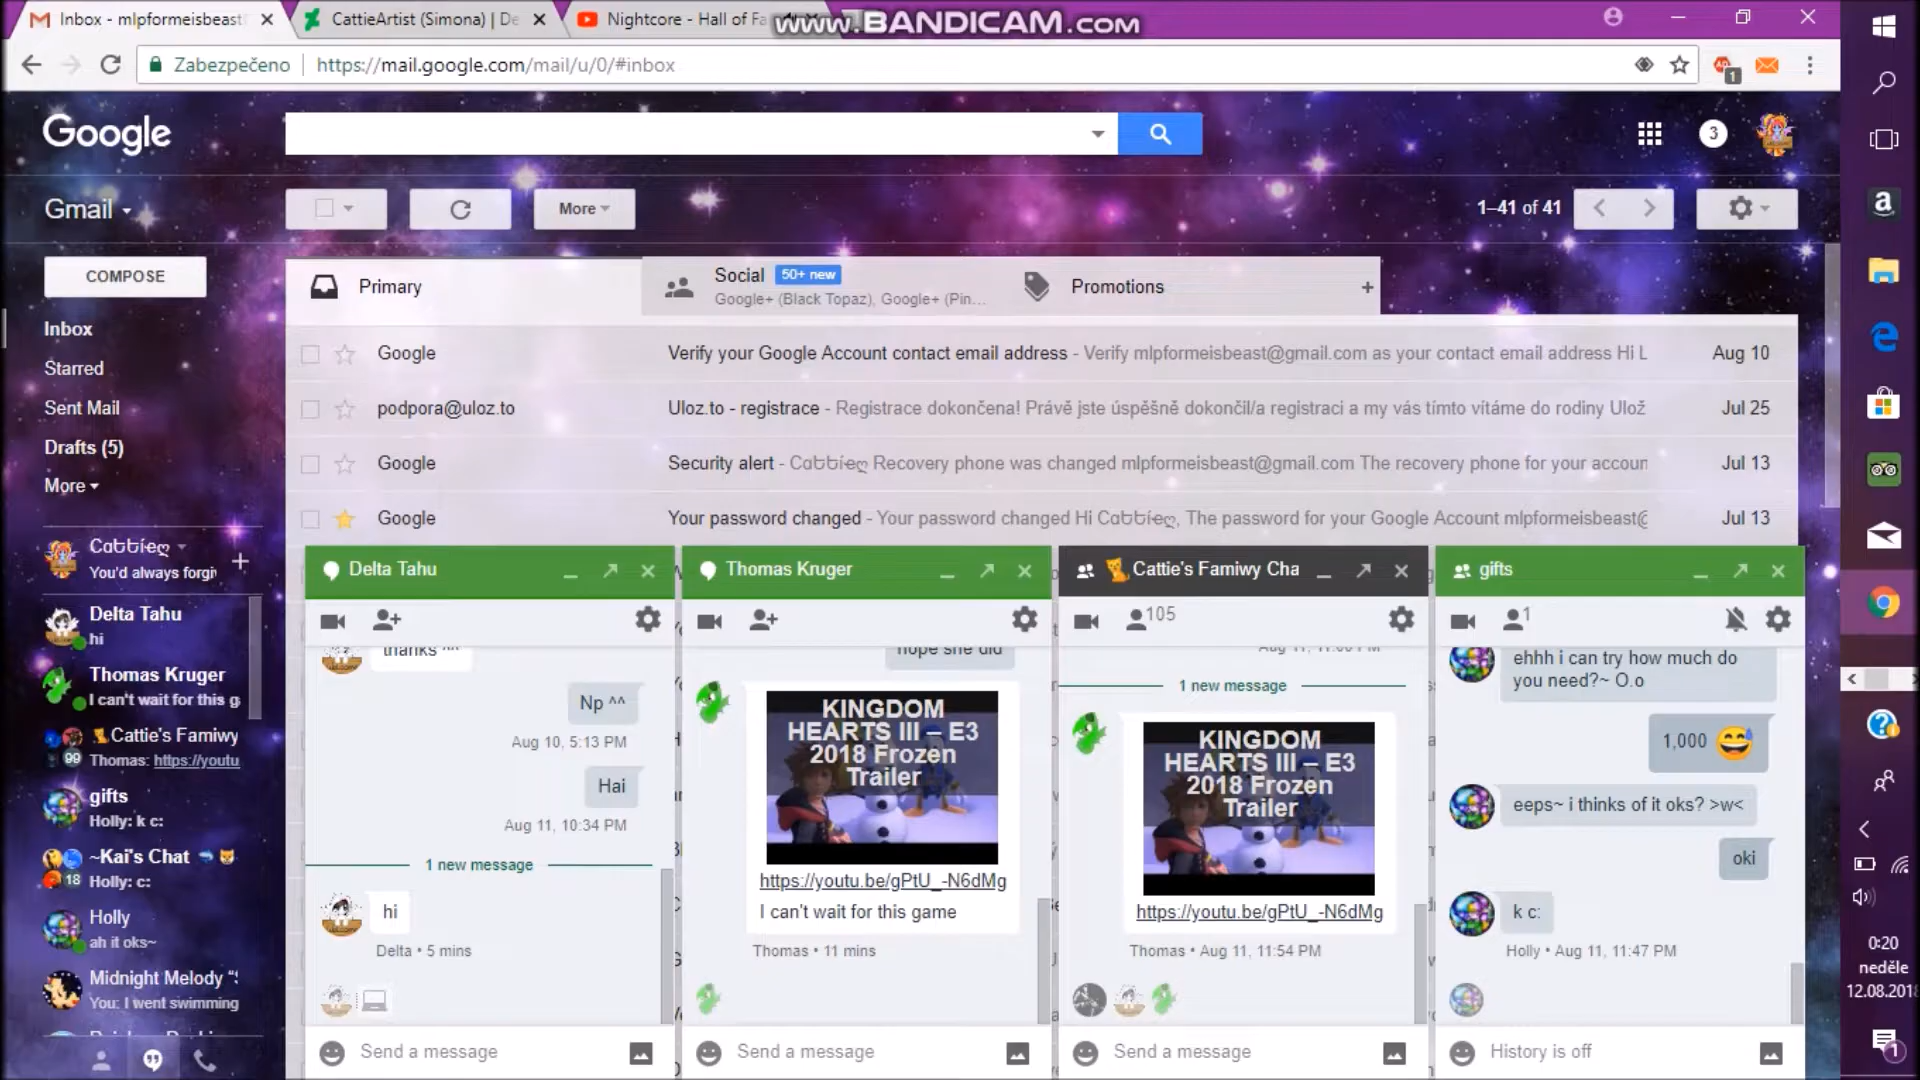 Inbox - mlpformeisbeast
CattieArtist (Simona) | De
Nightcore - Hall of Fa
www.BANDICAM.com
Zabezpečeno
https://mail.google.com/mail/u/0/#inbox
1
Google
3
Gmail
More
1–41 of 41
COMPOSE
Primary
Social
50+ new
Google+ (Black Topaz), Google+ (Pin...
Promotions
+
Inbox
Starred
Sent Mail
Drafts (5)
More
Google
Verify your Google Account contact email address - Verify mlpformeisbeast@gmail.com as your contact email address Hi L
Aug 10
podpora@uloz.to
Uloz.to - registrace - Registrace dokončena! Právě jste úspěšně dokončil/a registraci a my vás tímto vítáme do rodiny Ulož
Jul 25
Google
Security alert - Recovery phone was changed mlpformeisbeast@gmail.com The recovery phone for your accoun
Jul 13
Google
Your password changed - Your password changed Hi The password for your Google Account mlpformeisbeast@
Jul 13
You'd always forgi
Delta Tahu
hi
Thomas Kruger
I can't wait for this g
Cattie's Famiwy
99
Thomas: https://youtu
gifts
Holly: k c:
~Kai's Chat
18
Holly: c:
Holly
ah it oks~
Midnight Melody "S
You: I went swimming
Delta Tahu
thanks ^^
Np ^^
Aug 10, 5:13 PM
Hai
Aug 11, 10:34 PM
1 new message
hi
Delta • 5 mins
Send a message
Thomas Kruger
hope she did
KINGDOM
HEARTS III – E3
2018 Frozen
Trailer
https://youtu.be/gPtU_-N6dMg
I can't wait for this game
Thomas • 11 mins
Send a message
Cattie's Famiwy Cha
105
1 new message
KINGDOM
HEARTS III – E3
2018 Frozen
Trailer
https://youtu.be/gPtU_-N6dMg
Thomas • Aug 11, 11:54 PM
Send a message
gifts
1
ehhh i can try how much do
you need?~ O.o
1,000 😅
eeps~ i thinks of it oks? >w<
oki
k c:
Holly • Aug 11, 11:47 PM
History is off
0:20
neděle
12.08.2018
1